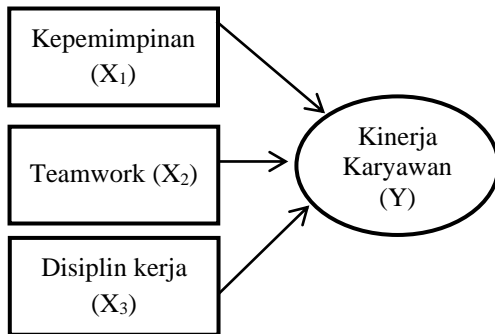 Kepemimpinan
(X₁)
Teamwork (X₂)
Disiplin kerja
(X₃)
Kinerja
Karyawan
(Y)